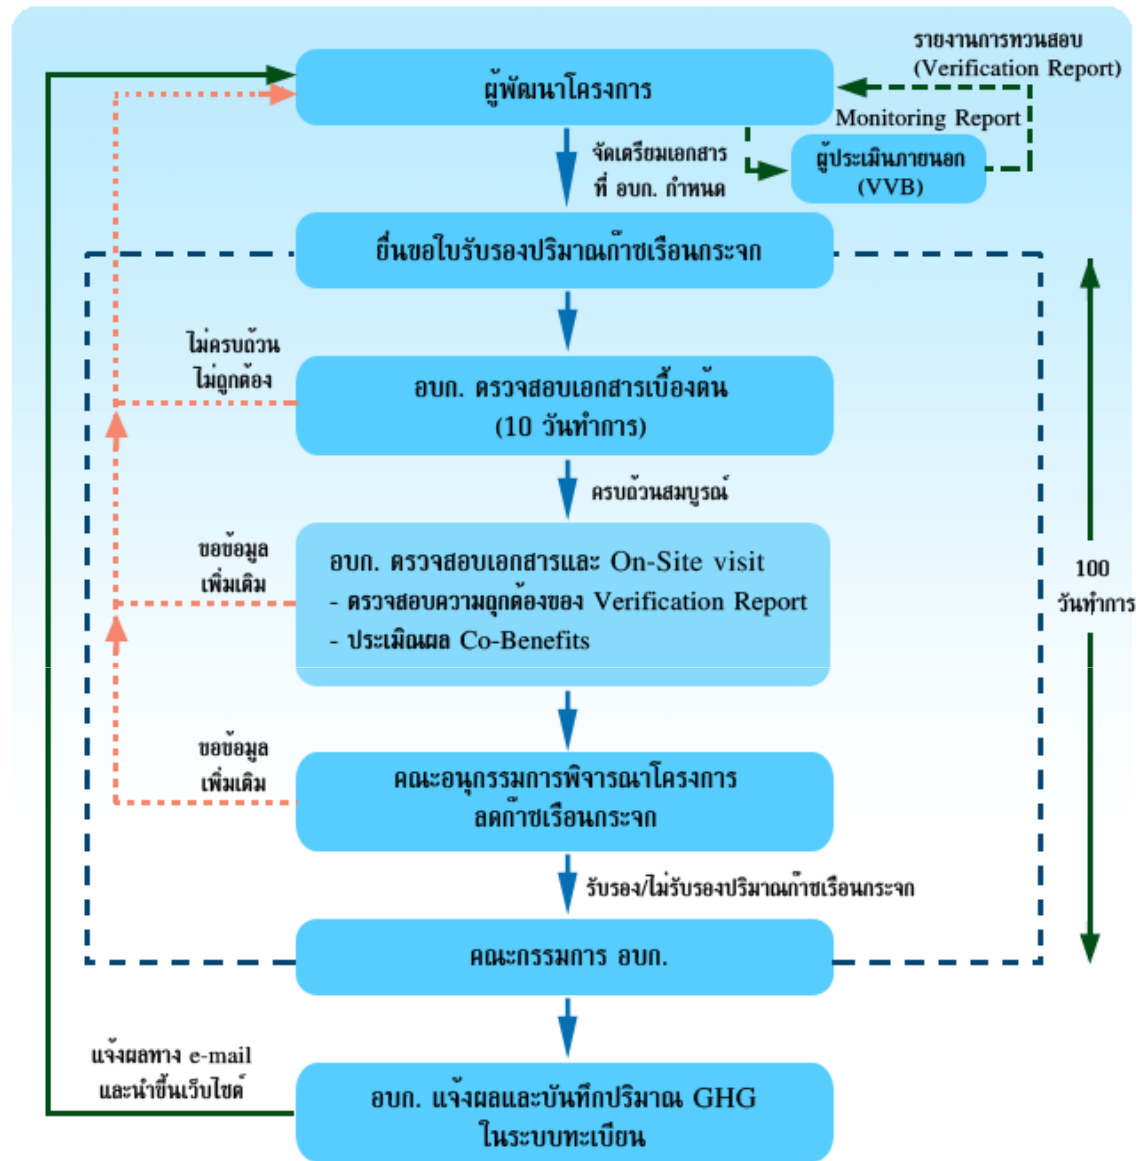 รายงานการทวนสอบ
(Verification Report)
ผู้พัฒนาโครงการ
Monitoring Report
จัดเตรียมเอกสาร
ที่ อบก. กำหนด
ผู้ประเมินภายนอก
(VVB)
ยื่นขอใบรับรองปริมาณก๊าซเรือนกระจก
ไม่ครบถ้วน
ไม่ถูกต้อง
อบก. ตรวจสอบเอกสารเบื้องต้น
(10 วันทำการ)
ครบถ้วนสมบูรณ์
ขอข้อมูล
เพิ่มเติม
อบก. ตรวจสอบเอกสารและ On-Site visit
- ตรวจสอบความถูกต้องของ Verification Report
- ประเมิณผล Co-Benefits
100
วันทำการ
ขอข้อมูล
เพิ่มเติม
คณะอนุกรรมการพิจารณาโครงการ
ลดก๊าซเรือนกระจก
รับรอง/ไม่รับรองปริมาณก๊าซเรือนกระจก
คณะกรรมการ อบก.
แจ้งผลทาง e-mail
และนำขึ้นเว็บไซต์
อบก. แจ้งผลและบันทึกปริมาณ GHG
ในระบบทะเบียน